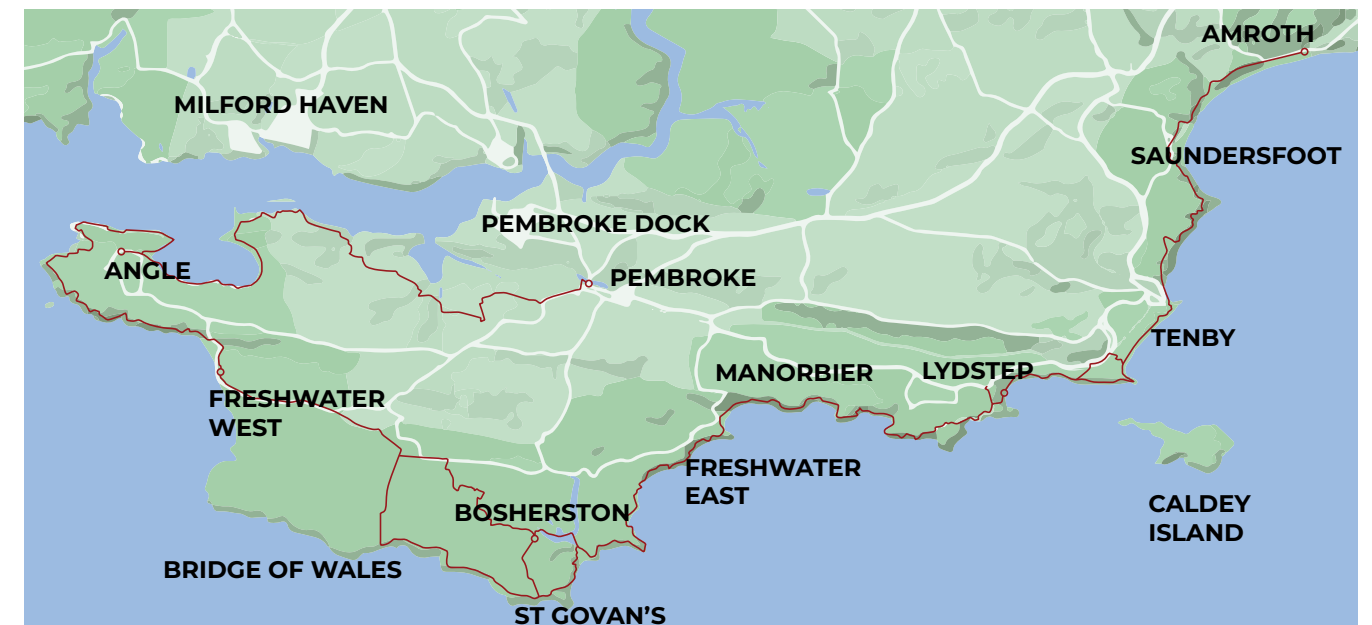 AMROTH
MILFORD HAVEN
SAUNDERSFOOT
PEMBROKE DOCK
ANGLE
PEMBROKE
TENBY
MANORBIER
LYDSTEP
FRESHWATER
WEST
FRESHWATER
EAST
BOSHERSTON
CALDEY
ISLAND
BRIDGE OF WALES
ST GOVAN'S